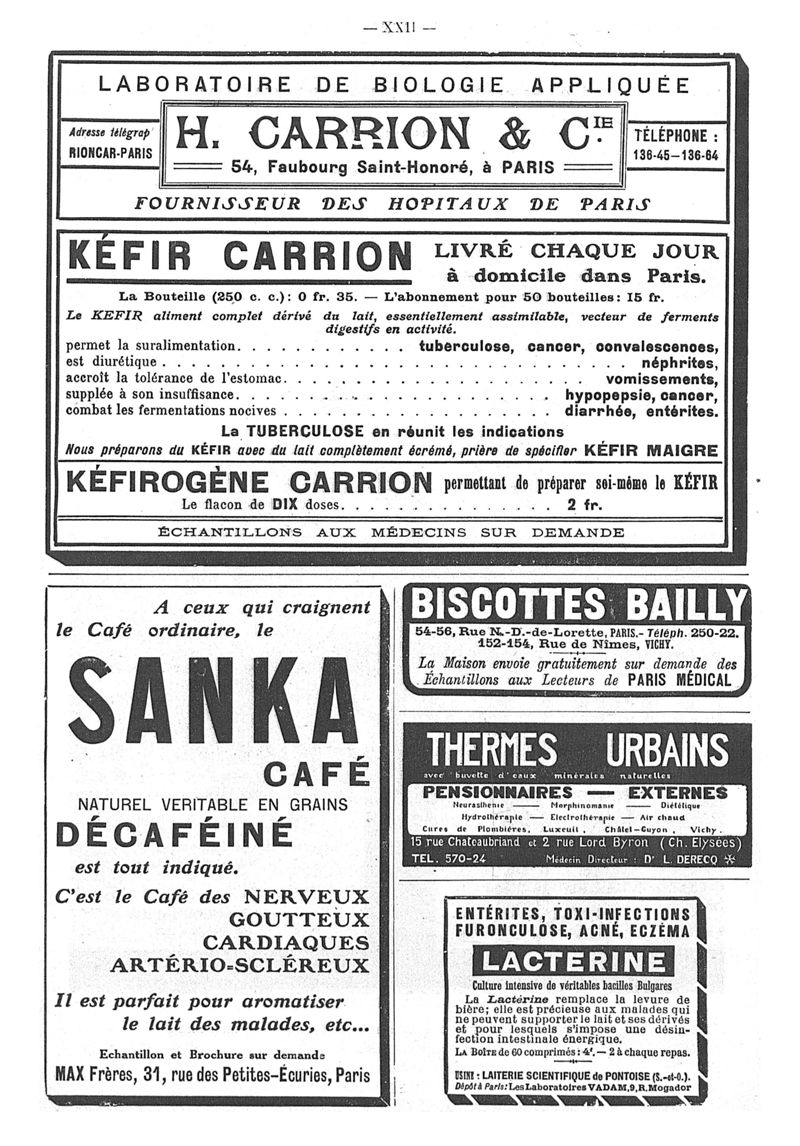 — XXII —
LABORATOIRE DE BIOLOGIE APPLIQUÉE
Adresse télégrap
RIONCAR-PARIS
H. CARRION & CIE.
54, Faubourg Saint-Honoré, à PARIS
TÉLÉPHONE :
136-45—136-64
FOURNISSEUR DES HOPITAUX DE PARIS
KÉFIR CARRION
LIVRÉ CHAQUE JOUR
à domicile dans Paris.
La Bouteille (250 c. c.): 0 fr. 35. — L'abonnement pour 50 bouteilles: 15 fr.
Le KEFIR aliment complet dérivé du lait, essentiellement assimilable, vecteur de ferments
digestifs en activité.
permet la suralimentation. . . . . . . . . . . . tuberculose, cancer, convalescences,
est diurétique . . . . . . . . . . . . . . . . . . néphrites,
accroît la tolérance de l'estomac. . . . . . . . . . . . vomissements,
supplée à son insuffisance. . . . . . . . . . . . hypopepsie, cancer,
combat les fermentations nocives . . . . . . . . . . . . diarrhée, entérites.
La TUBERCULOSE en réunit les indications
Nous préparons du KÉFIR avec du lait complètement écrémé, prière de spécifier KÉFIR MAIGRE
KÉFIROGÈNE CARRION permettant de préparer soi-même le KÉFIR
Le flacon de DIX doses. . . . . . . . . . . . 2 fr.
ÉCHANTILLONS AUX MÉDECINS SUR DEMANDE
A ceux qui craignent
le Café ordinaire, le
SANKA
CAFÉ
NATUREL VERITABLE EN GRAINS
DÉCAFÉINÉ
est tout indiqué.
C'est le Café des NERVEUX
GOUTTEUX
CARDIAQUES
ARTÉRIO=SCLÉREUX
Il est parfait pour aromatiser
le lait des malades, etc...
Echantillon et Brochure sur demande
MAX Frères, 31, rue des Petites-Écuries, Paris
BISCOTTES BAILLY
54-56, Rue N.-D.-de-Lorette, PARIS.- Téléph. 250-22.
152-154, Rue de Nîmes, VICHY.
La Maison envoie gratuitement sur demande des
Échantillons aux Lecteurs de PARIS MÉDICAL
THERMES URBAINS
avec buvette d'eaux minérales naturelles
PENSIONNAIRES — EXTERNES
Neurasthenie — Morphinomanie — Diététique
Hydrothérapie — Electrothérapie — Air chaud
Cures de Plombières, Luxeuil, Châtel-Guyon, Vichy.
15 rue Chateaubriand et 2 rue Lord Byron (Ch. Elysées)
TEL. 570-24 Médecin Directeur : Dr L. DERECQ
ENTÉRITES, TOXI-INFECTIONS
FURONCULOSE, ACNÉ, ECZÉMA
LACTERINE
Culture intensive de véritables bacilles Bulgares
La Lactérine remplace la levure de
bière; elle est précieuse aux malades qui
ne peuvent supporter le lait et ses dérivés
et pour lesquels s'impose une désin-
fection intestinale énergique.
LA BOÎTE de 60 comprimés : 4f. — 2 à chaque repas.
USINE : LAITERIE SCIENTIFIQUE de PONTOISE (S.-et-O.).
Dépôt à Paris: Les Laboratoires VADAM, 9, R. Mogador